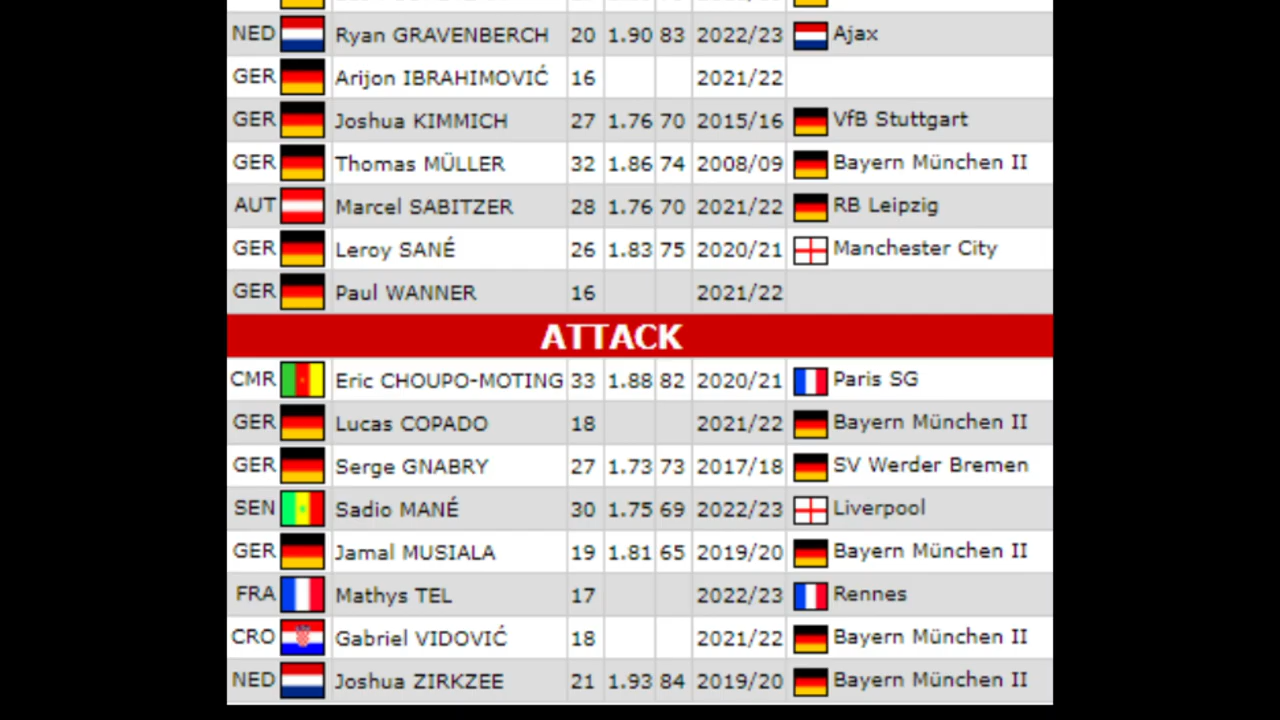 NED Ryan GRAVENBERCH 20 1.90 83 2022/23 Ajax
GER Arijon IBRAHIMOVIĆ 16 2021/22
GER Joshua KIMMICH 27 1.76 70 2015/16 VfB Stuttgart
GER Thomas MÜLLER 32 1.86 74 2008/09 Bayern München II
AUT Marcel SABITZER 28 1.76 70 2021/22 RB Leipzig
GER Leroy SANÉ 26 1.83 75 2020/21 Manchester City
GER Paul WANNER 16 2021/22
ATTACK
CMR Eric CHOUPO-MOTING 33 1.88 82 2020/21 Paris SG
GER Lucas COPADO 18 2021/22 Bayern München II
GER Serge GNABRY 27 1.73 73 2017/18 SV Werder Bremen
SEN Sadio MANÉ 30 1.75 69 2022/23 Liverpool
GER Jamal MUSIALA 19 1.81 65 2019/20 Bayern München II
FRA Mathys TEL 17 2022/23 Rennes
CRO Gabriel VIDOVIĆ 18 2021/22 Bayern München II
NED Joshua ZIRKZEE 21 1.93 84 2019/20 Bayern München II